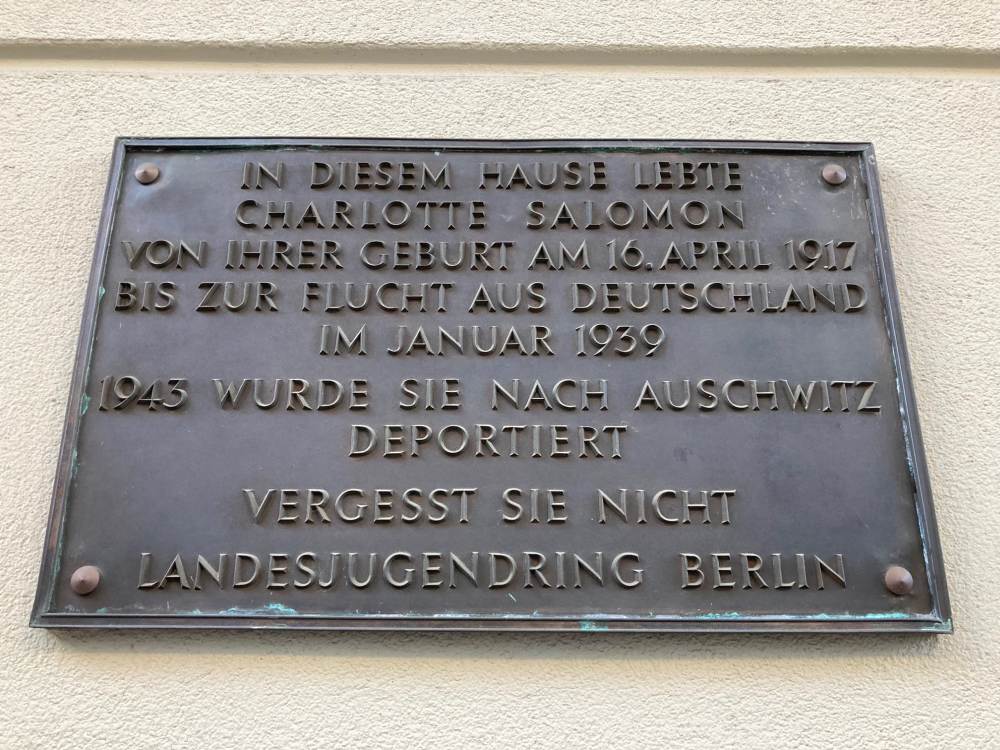 IN DIESEM HAUSE LEBTE
CHARLOTTE SALOMON
VON IHRER GEBURT AM 16. APRIL 1917
BIS ZUR FLUCHT AUS DEUTSCHLAND
IM JANUAR 1939
1943 WURDE SIE NACH AUSCHWITZ
DEPORTIERT
VERGESST SIE NICHT
LANDESJUGENDRING BERLIN